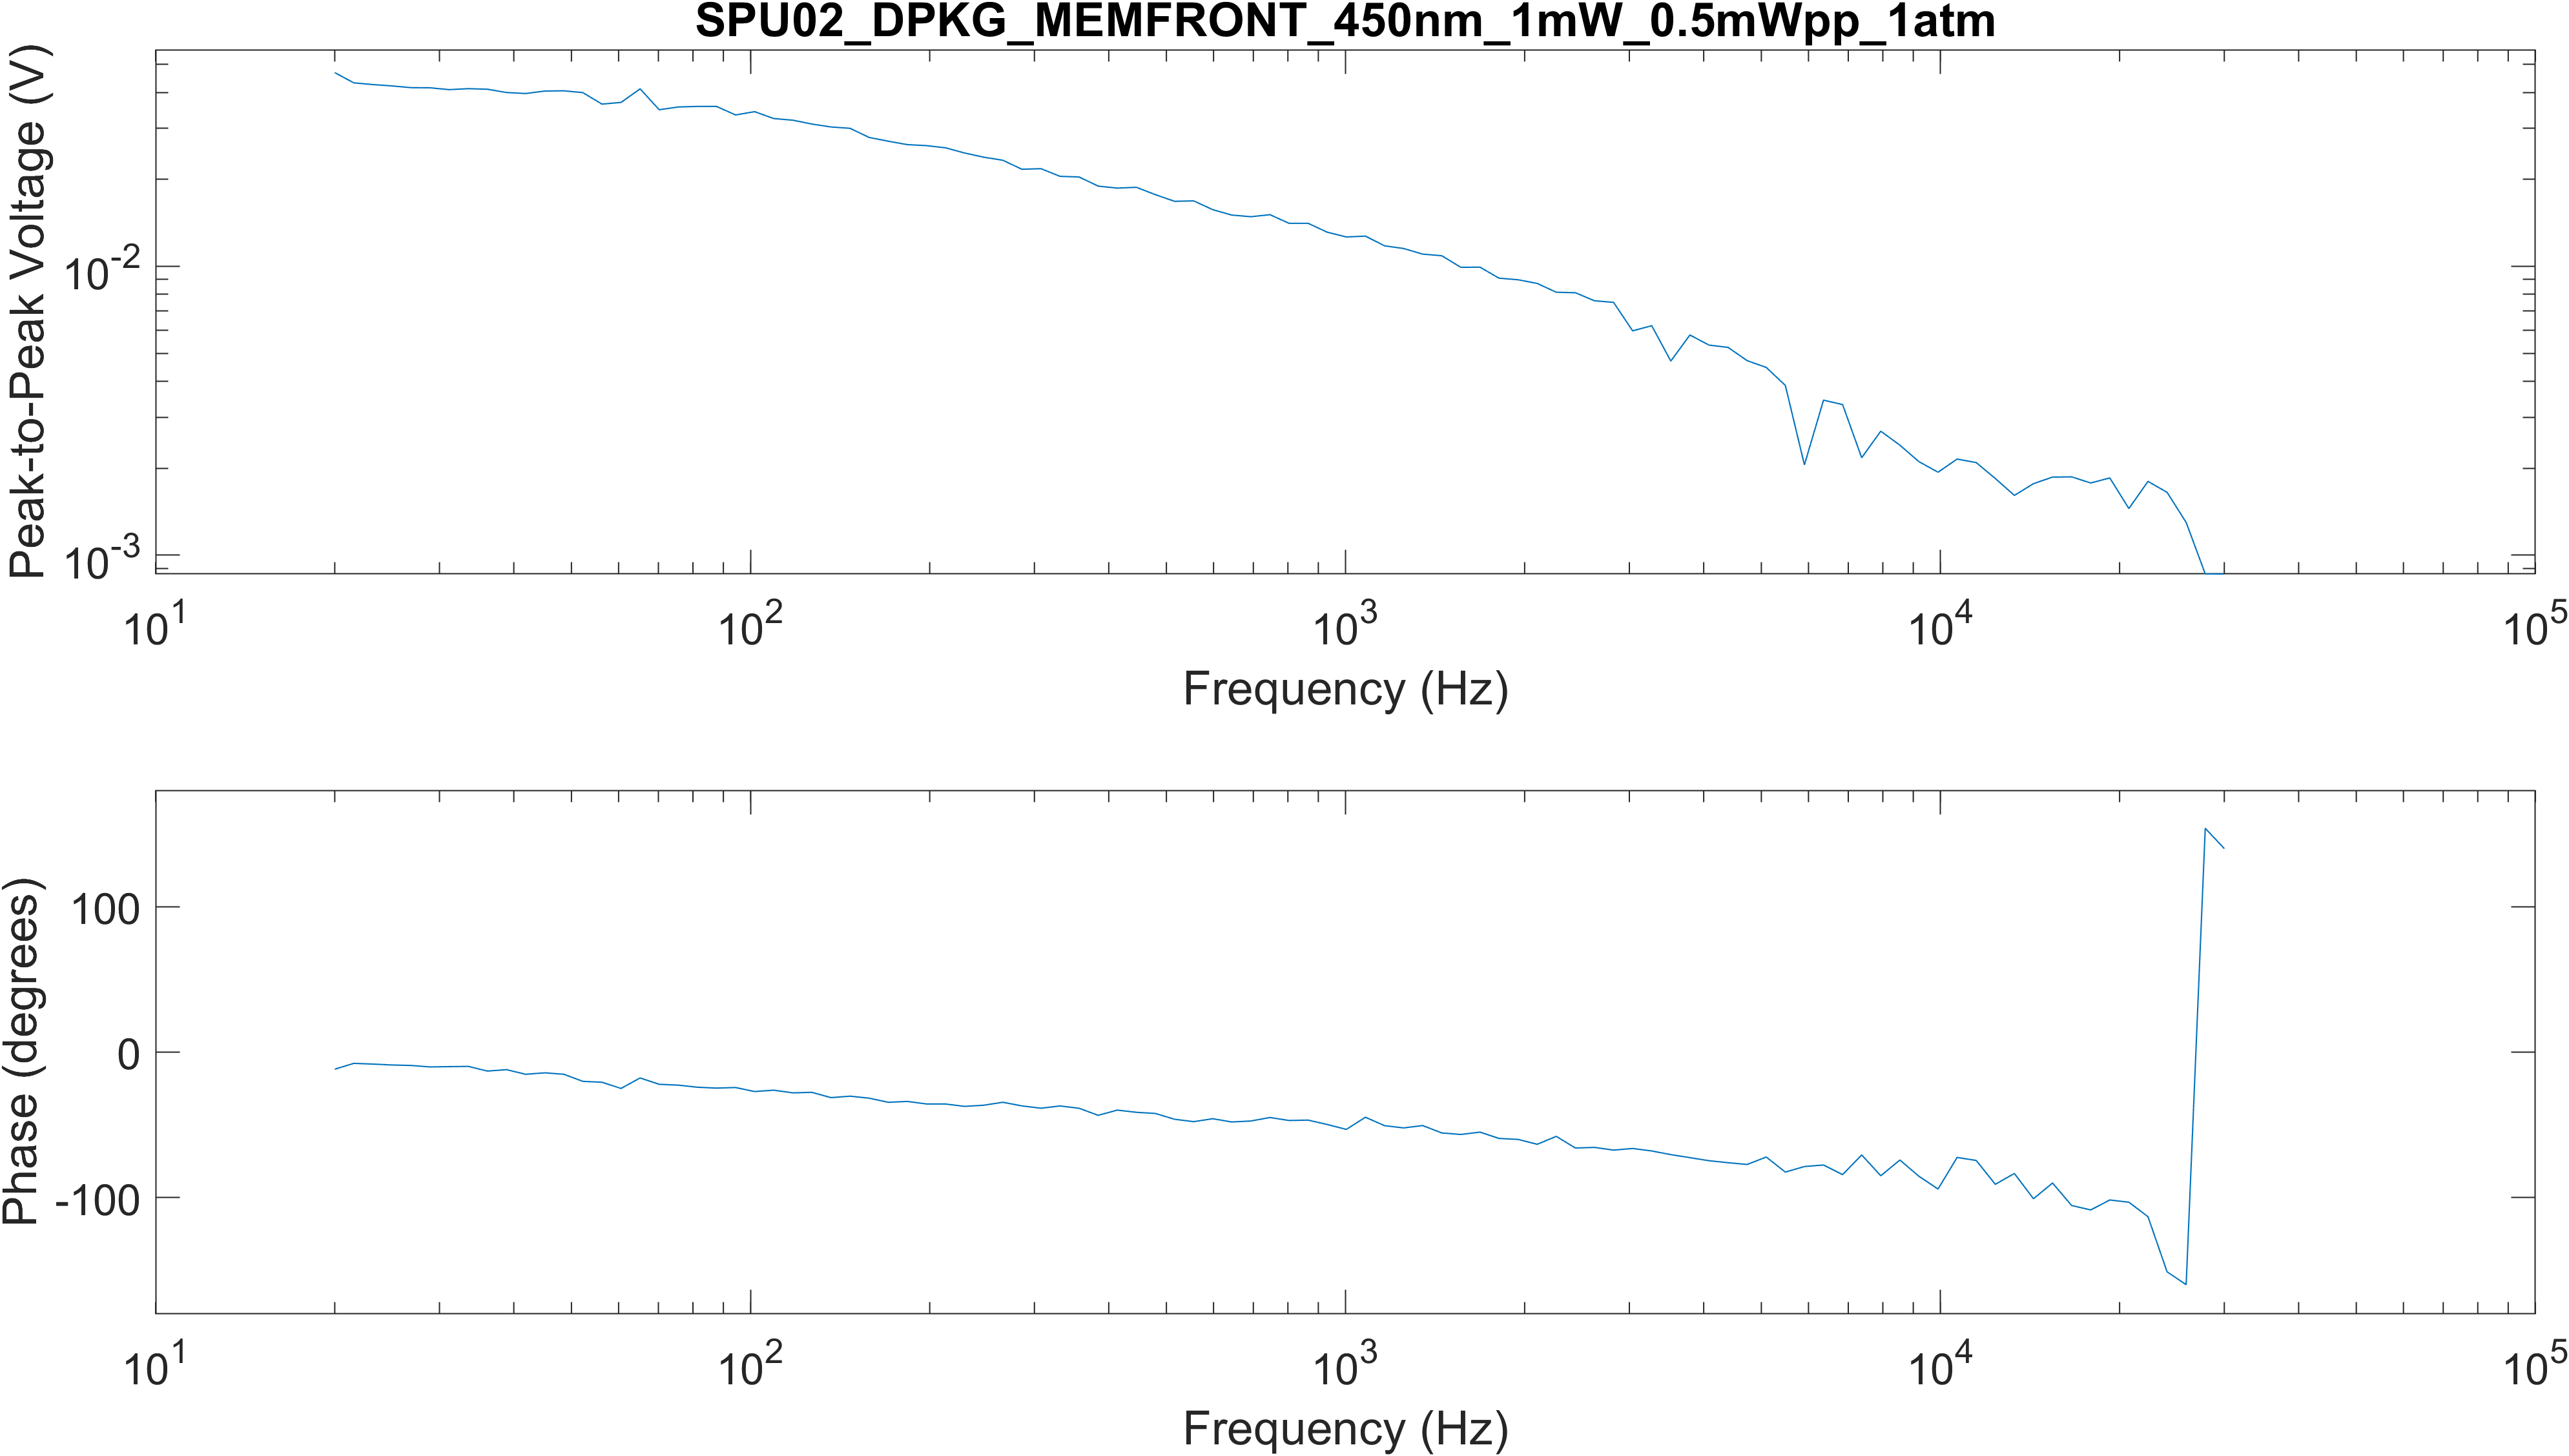 SPU02_DPKG_MEMFRONT_450nm_1mW_0.5mWpp_1atm
Peak-to-Peak Voltage (V)
10-2
10-3
101 102 103 104 105
Frequency (Hz)
Phase (degrees)
100
0
-100
101 102 103 104 105
Frequency (Hz)